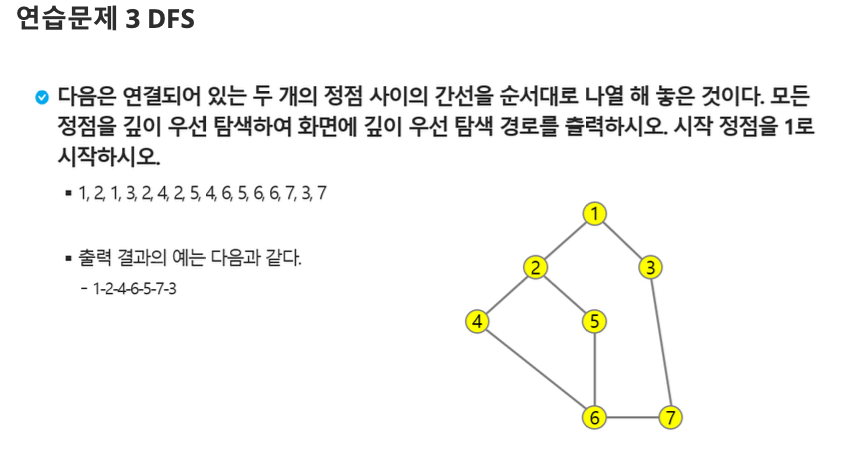 연습문제 3 DFS
다음은 연결되어 있는 두 개의 정점 사이의 간선을 순서대로 나열 해 놓은 것이다. 모든
정점을 깊이 우선 탐색하여 화면에 깊이 우선 탐색 경로를 출력하시오. 시작 정점을 1로
시작하시오.
▪ 1, 2, 1, 3, 2, 4, 2, 5, 4, 6, 5, 6, 6, 7, 3, 7
▪ 출력 결과의 예는 다음과 같다.
- 1-2-4-6-5-7-3
1
2 3
4 5
6 7